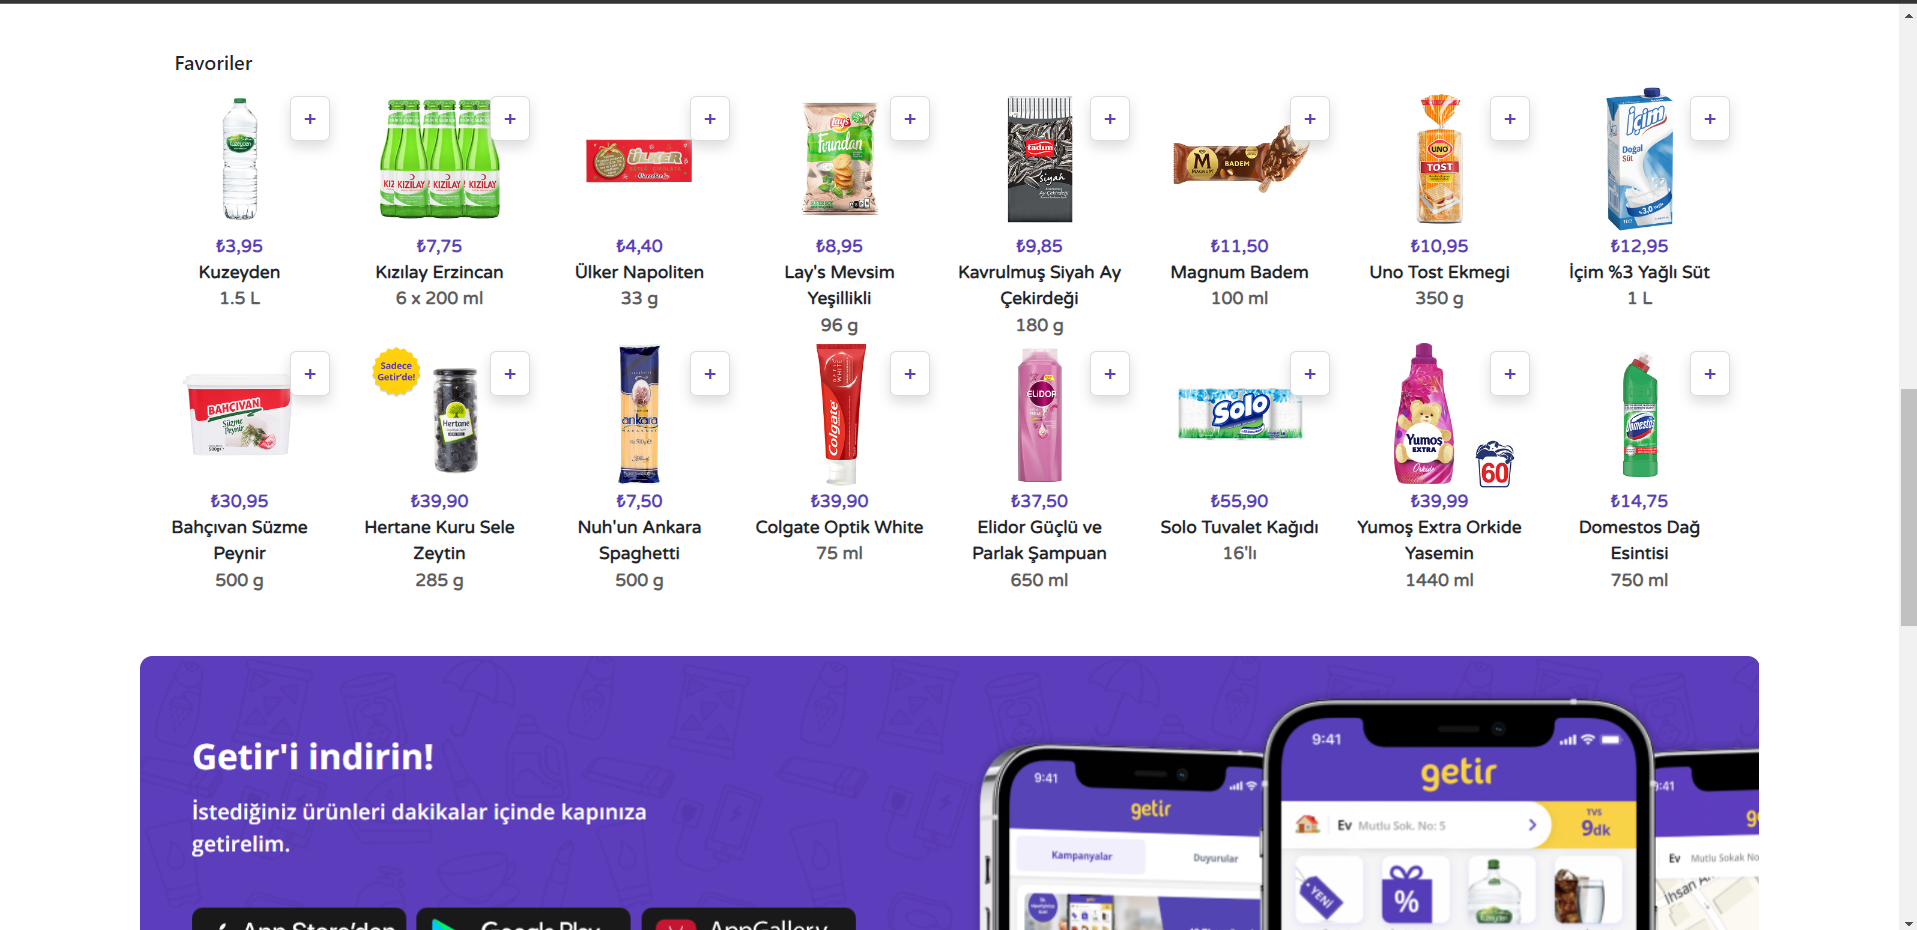 Favoriler
₺3,95
Kuzeyden
1.5 L
₺7,75
Kızılay Erzincan
6 x 200 ml
₺4,40
Ülker Napoliten
33 g
₺8,95
Lay's Mevsim
Yeşillikli
96 g
₺9,85
Kavrulmuş Siyah Ay
Çekirdeği
180 g
₺11,50
Magnum Badem
100 ml
₺10,95
Uno Tost Ekmegi
350 g
₺12,95
İçim %3 Yağlı Süt
1 L
Sadece
Getir'de!
₺30,95
Bahçıvan Süzme
Peynir
500 g
₺39,90
Hertane Kuru Sele
Zeytin
285 g
₺7,50
Nuh'un Ankara
Spaghetti
500 g
₺39,90
Colgate Optik White
75 ml
₺37,50
Elidor Güçlü ve
Parlak Şampuan
650 ml
₺55,90
Solo Tuvalet Kağıdı
16'lı
60
₺39,99
Yumoş Extra Orkide
Yasemin
1440 ml
₺14,75
Domestos Dağ
Esintisi
750 ml
Getir'i indirin!
İstediğiniz ürünleri dakikalar içinde kapınıza
getirelim.
App Store'den
Google Play
AppGallery
9:41
getir
Kampanyalar
Duyurular
9:41
getir
Ev Mutlu Sok. No: 5
TVS
9dk
YENİ
%
9:41
Ev Mutlu Sokak No
İhsan